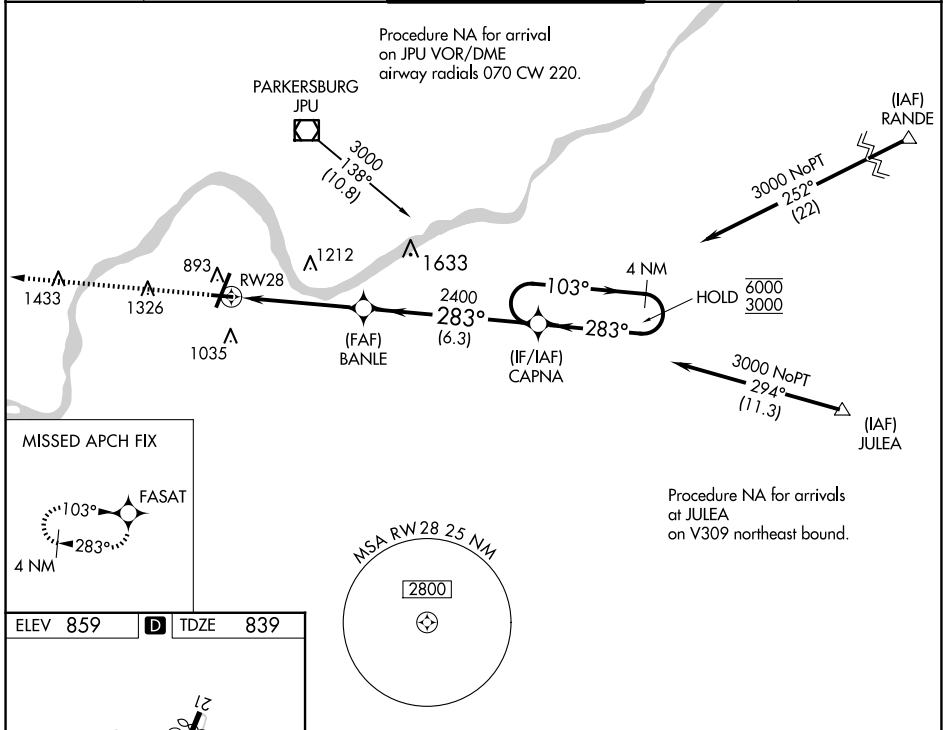 Procedure NA for arrival
on JPU VOR/DME
airway radials 070 CW 220.
PARKERSBURG
JPU
3000
138°
(10.8)
(IAF)
RANDE
3000 NoPT
252°
(22)
1212
1633
893
RW28
1433
1326
1035
2400
283°
(6.3)
(FAF)
BANLE
(IF/IAF)
CAPNA
103°
283°
4 NM
HOLD
6000
3000
3000 NoPT
294°
(11.3)
(IAF)
JULEA
MISSED APCH FIX
FASAT
103°
283°
4 NM
Procedure NA for arrivals
at JULEA
on V309 northeast bound.
MSA RW28 25 NM
2800
ELEV 859 D TDZE 839
21